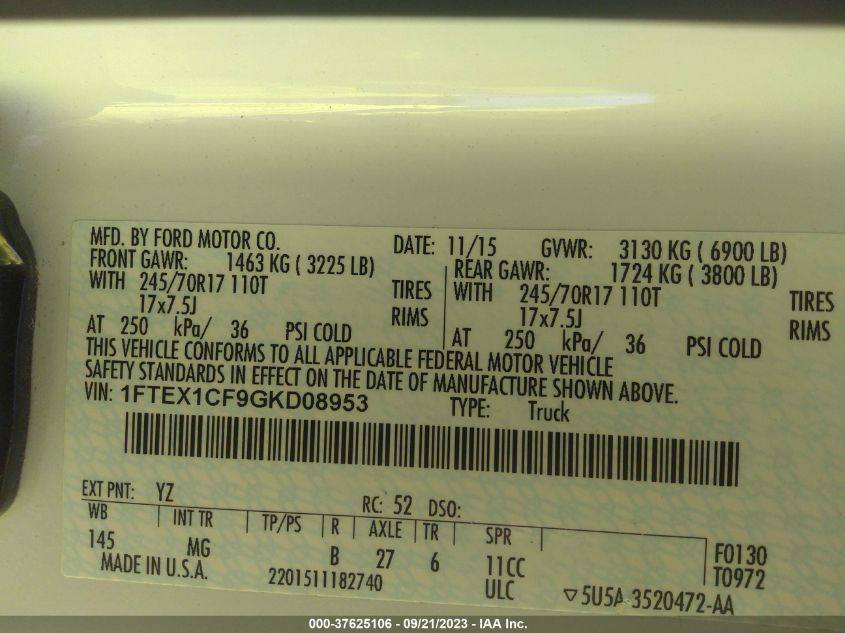 MFD. BY FORD MOTOR CO.
DATE: 11/15 GVWR: 3130 KG ( 6900 LB)
FRONT GAWR: 1463 KG ( 3225 LB)
WITH 245/70R17 110T TIRES
17x7.5J RIMS
AT 250 kPa/ 36 PSI COLD
REAR GAWR: 1724 KG ( 3800 LB)
WITH 245/70R17 110T TIRES
17x7.5J RIMS
AT 250 kPa/ 36 PSI COLD
THIS VEHICLE CONFORMS TO ALL APPLICABLE FEDERAL MOTOR VEHICLE
SAFETY STANDARDS IN EFFECT ON THE DATE OF MANUFACTURE SHOWN ABOVE.
VIN: 1FTEX1CF9GKD08953 TYPE: Truck
EXT PNT: YZ RC: 52 DSO:
WB INT TR TP/PS R AXLE TR SPR
145 MG B 27 6 11CC F0130
MADE IN U.S.A. 2201511182740 ULC T0972
▽5U5A-3520472-AA
000-37625106 - 09/21/2023 - IAA Inc.